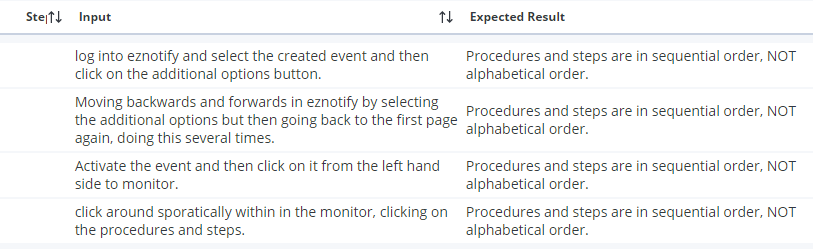 Step Input Expected Result
log into eznotify and select the created event and then
click on the additional options button.
Procedures and steps are in sequential order, NOT
alphabetical order.
Moving backwards and forwards in eznotify by selecting
the additional options but then going back to the first page
again, doing this several times.
Procedures and steps are in sequential order, NOT
alphabetical order.
Activate the event and then click on it from the left hand
side to monitor.
Procedures and steps are in sequential order, NOT
alphabetical order.
click around sporatically within in the monitor, clicking on
the procedures and steps.
Procedures and steps are in sequential order, NOT
alphabetical order.